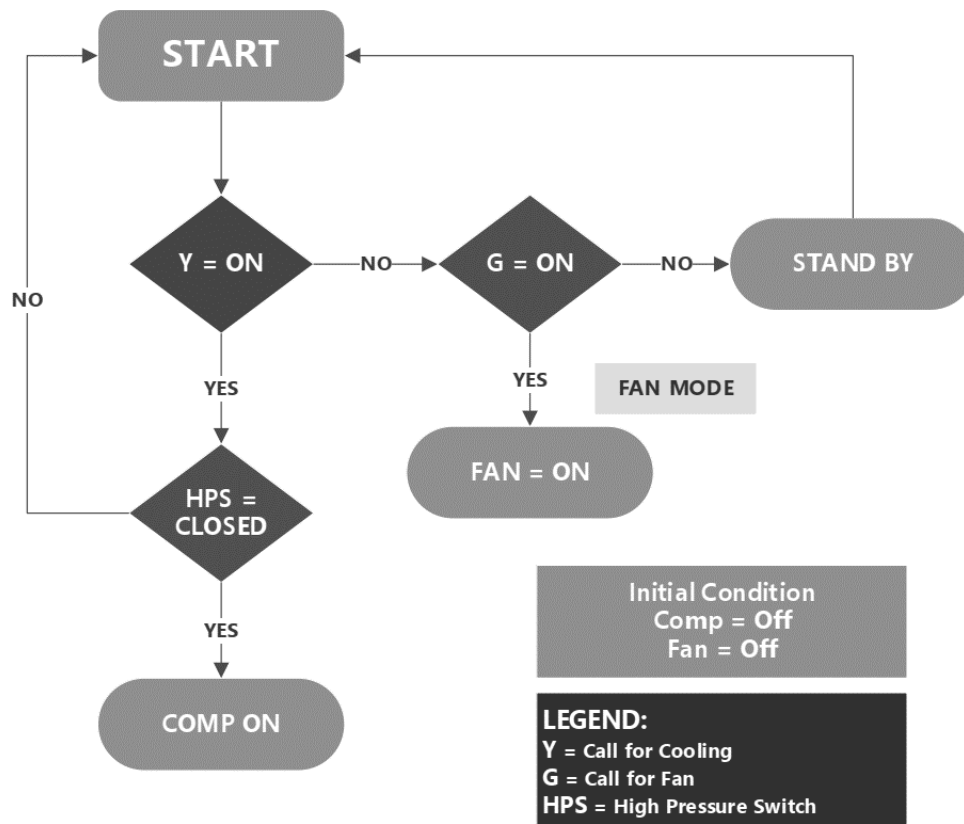 START
Y = ON
NO
G = ON
NO
STAND BY
NO
YES
YES
FAN MODE
HPS =
CLOSED
FAN = ON
YES
COMP ON
Initial Condition
Comp = Off
Fan = Off
LEGEND:
Y = Call for Cooling
G = Call for Fan
HPS = High Pressure Switch